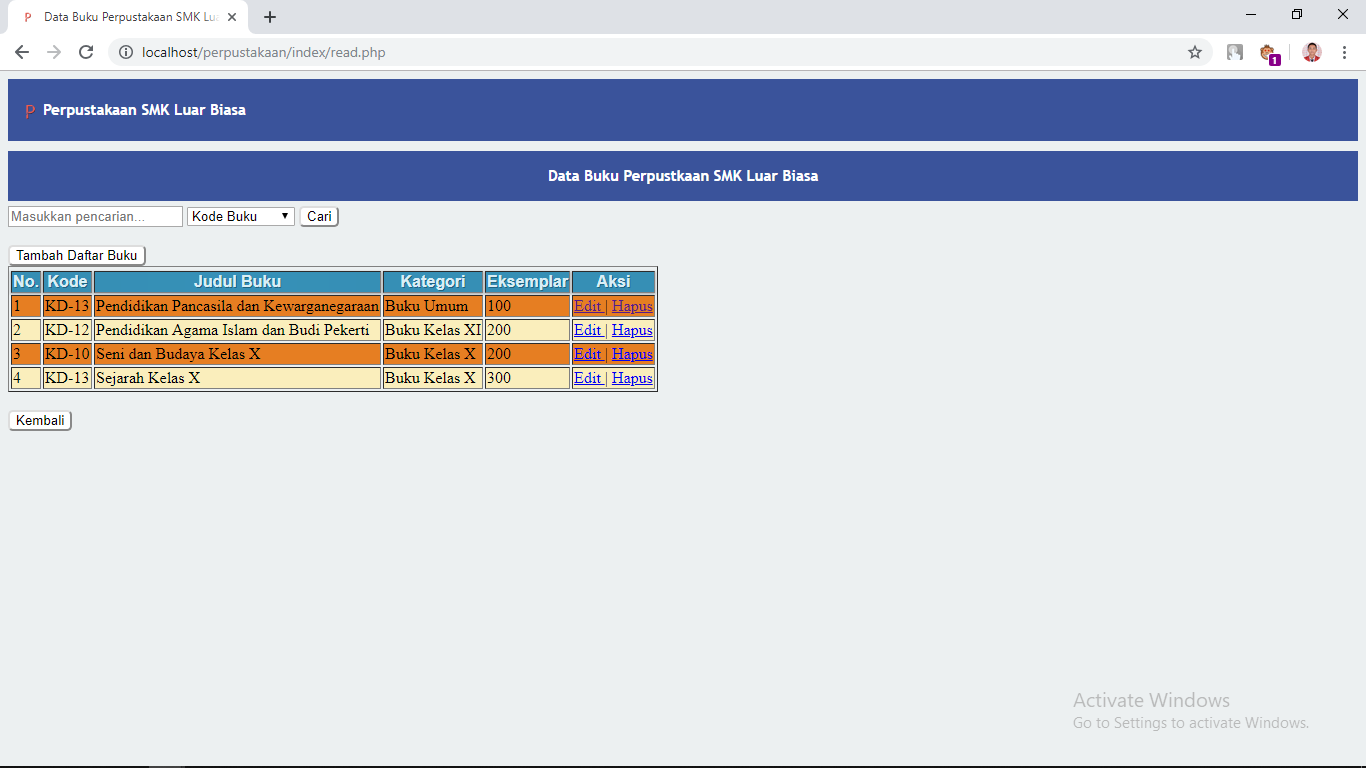 Data Buku Perpustakaan SMK Lu
localhost/perpustakaan/index/read.php
1
P Perpustakaan SMK Luar Biasa
Data Buku Perpustkaan SMK Luar Biasa
Masukkan pencarian... Kode Buku Cari
Tambah Daftar Buku
No. Kode Judul Buku Kategori Eksemplar Aksi
1 KD-13 Pendidikan Pancasila dan Kewarganegaraan Buku Umum 100 Edit | Hapus
2 KD-12 Pendidikan Agama Islam dan Budi Pekerti Buku Kelas XI 200 Edit | Hapus
3 KD-10 Seni dan Budaya Kelas X Buku Kelas X 200 Edit | Hapus
4 KD-13 Sejarah Kelas X Buku Kelas X 300 Edit | Hapus
Kembali
Activate Windows
Go to Settings to activate Windows.